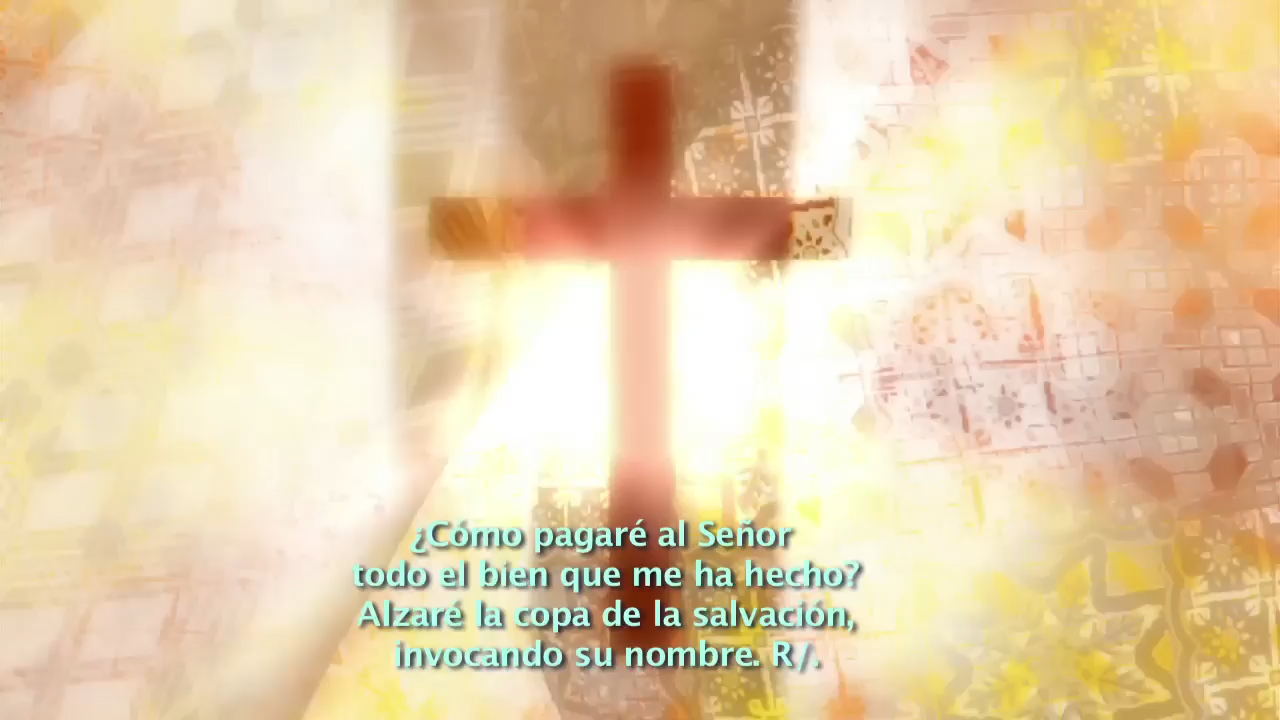 ¿Cómo pagaré al Señor
todo el bien que me ha hecho?
Alzaré la copa de la salvación,
invocando su nombre. R/.